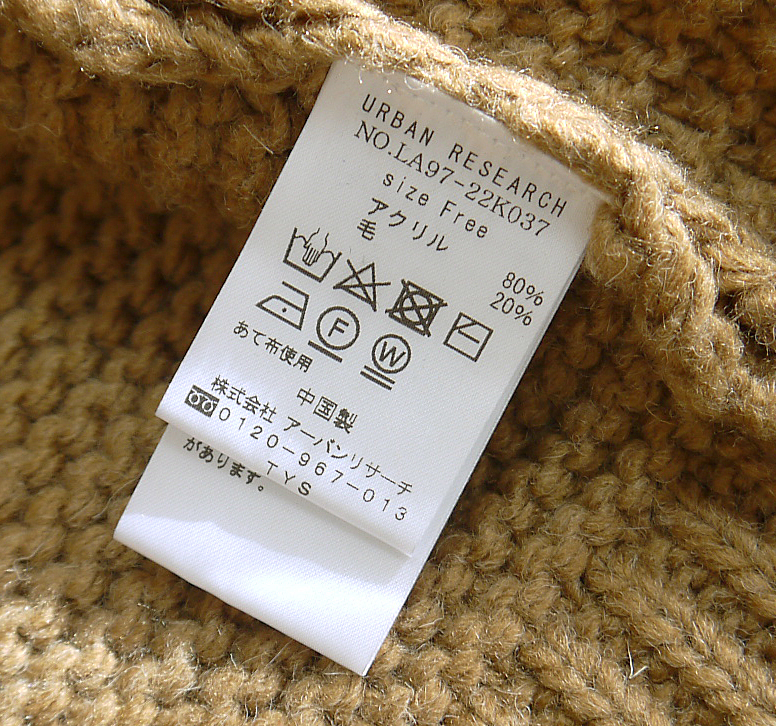 URBAN RESEARCH
NO.LA97-22K037
size Free
アクリル 80%
毛 20%
F W
あて布使用
中国製
株式会社 アーバンリサーチ
0120-967-013
TYS
があります。